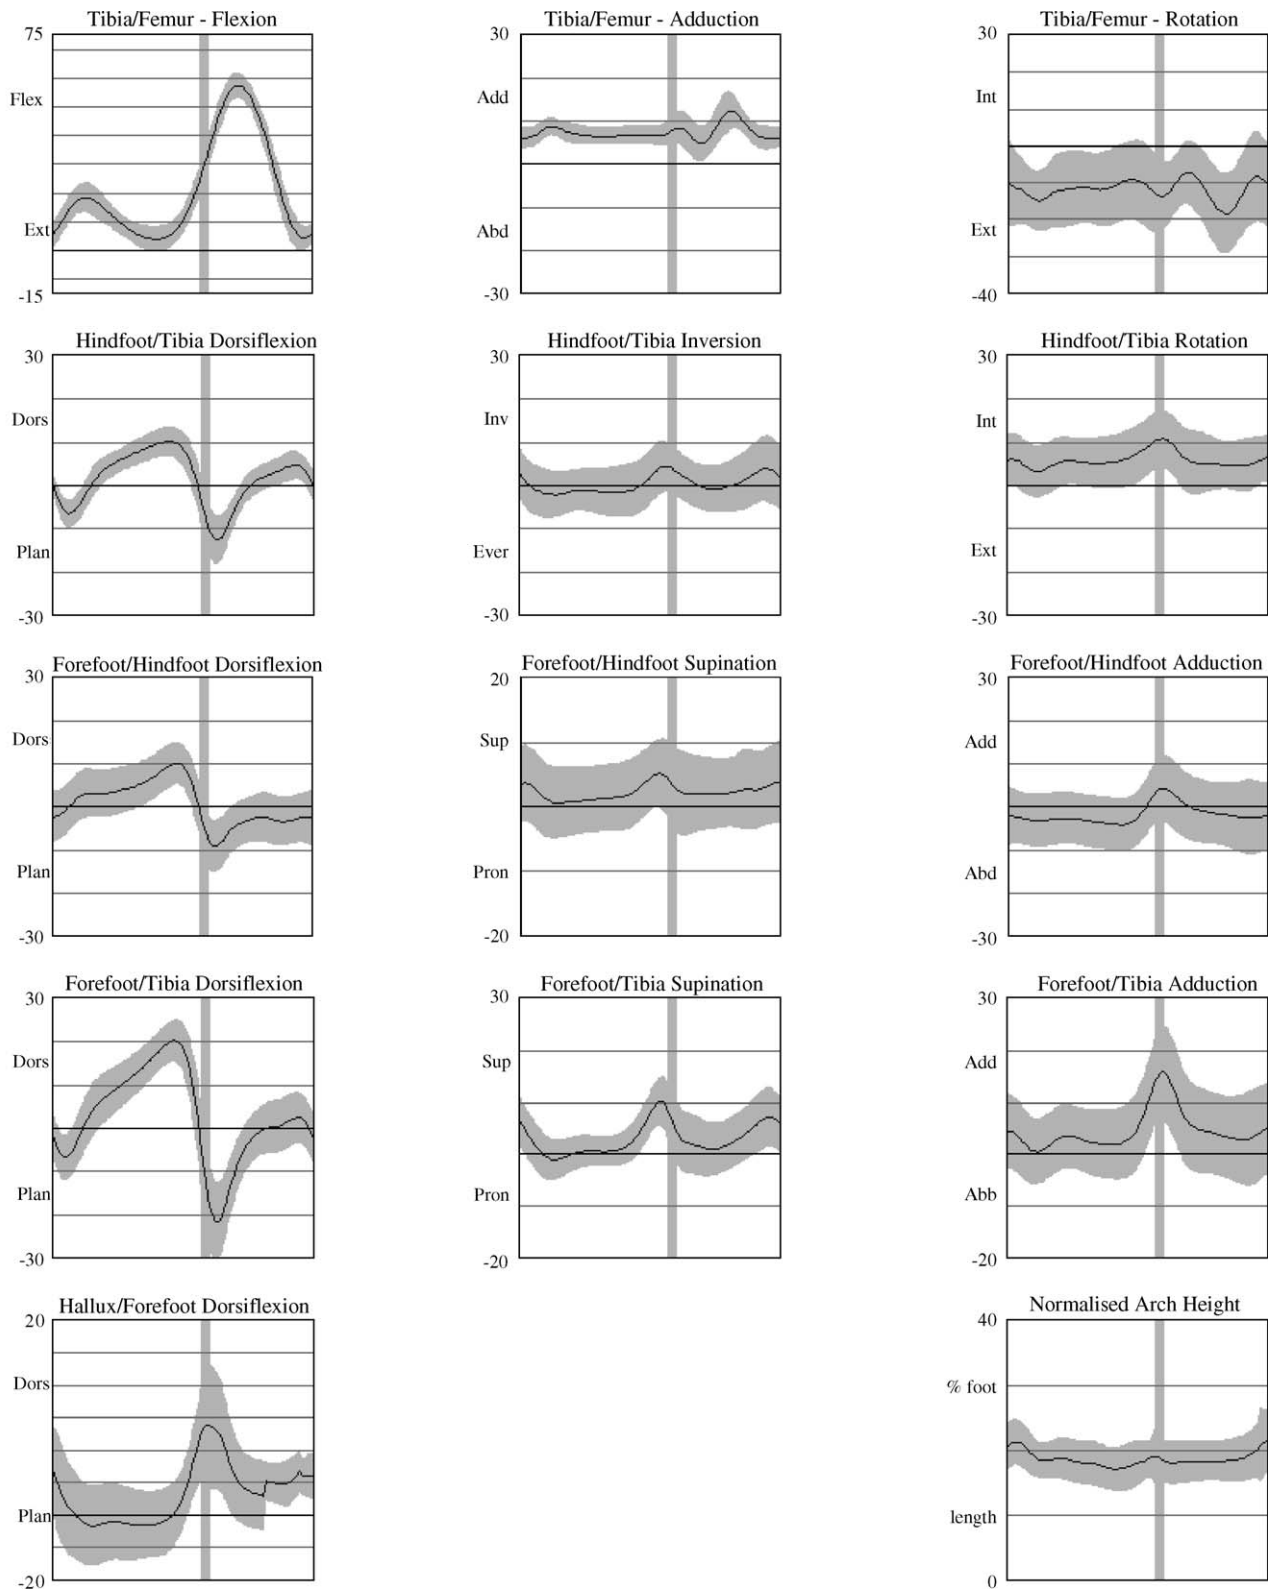 Tibia/Femur - Flexion
75
Flex
Ext
-15
Tibia/Femur - Adduction
30
Add
Abd
-30
Tibia/Femur - Rotation
30
Int
Ext
-40
Hindfoot/Tibia Dorsiflexion
30
Dors
Plan
-30
Hindfoot/Tibia Inversion
30
Inv
Ever
-30
Hindfoot/Tibia Rotation
30
Int
Ext
-30
Forefoot/Hindfoot Dorsiflexion
30
Dors
Plan
-30
Forefoot/Hindfoot Supination
20
Sup
Pron
-20
Forefoot/Hindfoot Adduction
30
Add
Abd
-30
Forefoot/Tibia Dorsiflexion
30
Dors
Plan
-30
Forefoot/Tibia Supination
30
Sup
Pron
-20
Forefoot/Tibia Adduction
30
Add
Abb
-20
Hallux/Forefoot Dorsiflexion
20
Dors
Plan
-20
Normalised Arch Height
40
% foot
length
0